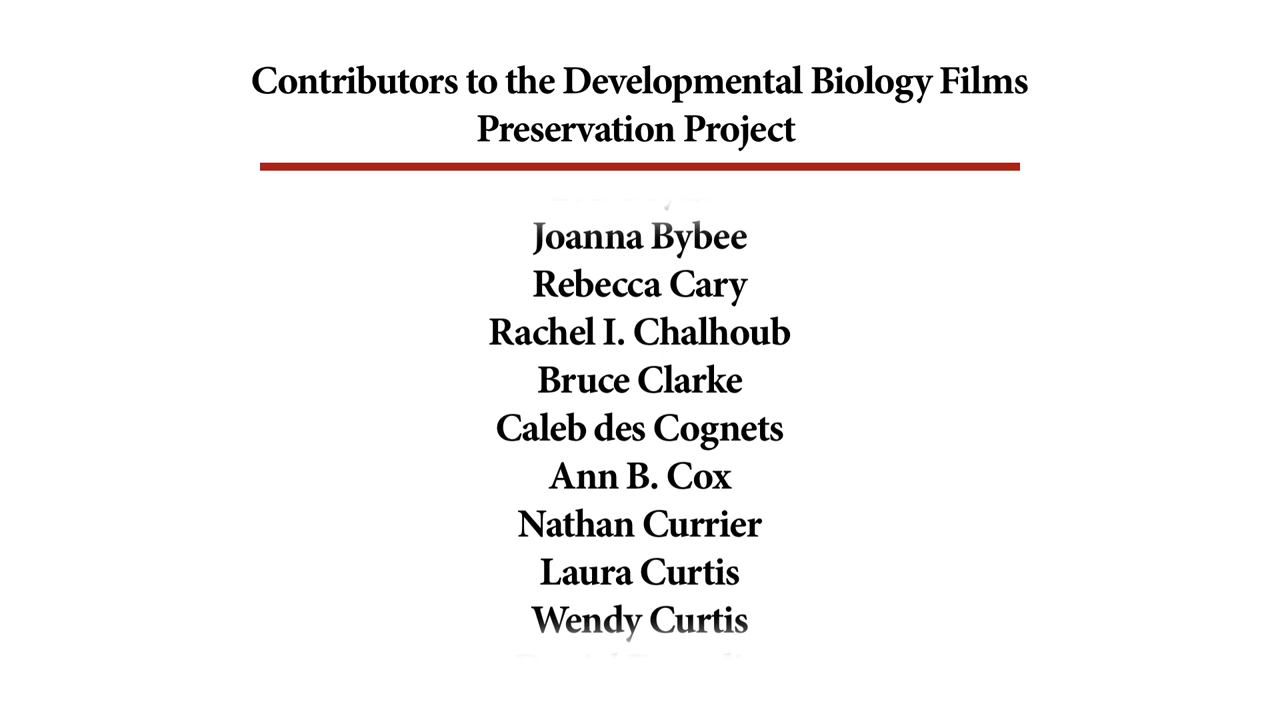 Contributors to the Developmental Biology Films
Preservation Project
Joanna Bybee
Rebecca Cary
Rachel I. Chalhoub
Bruce Clarke
Caleb des Cognets
Ann B. Cox
Nathan Currier
Laura Curtis
Wendy Curtis